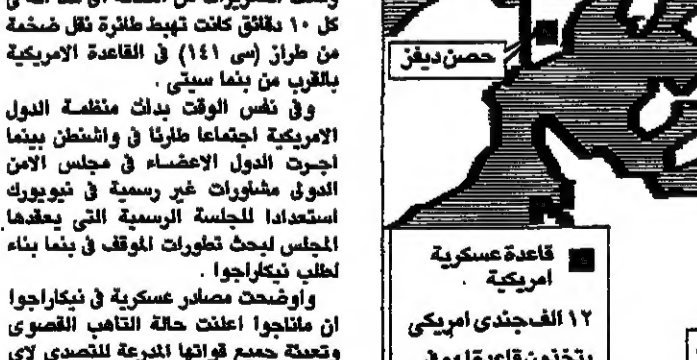 كل ١٠ دقائق كانت تهبط طائرة نقل ضخمة
من طراز (سى ١٤١) فى القاعدة الامريكية
بالقرب من بنما سيتى .
وفى نفس الوقت بدات منظمة الدول
الامريكية اجتماعا طارئا فى واشنطن بينما
اجرت الدول الاعضاء فى مجلس الامن
الدولى مشاورات غير رسمية فى نيويورك
استعدادا للجلسة الرسمية التى يعقدها
المجلس لبحث تطورات الموقف فى بنما بناء
لطلب نيكاراجوا .
واوضحت مصادر عسكرية فى نيكاراجوا
ان ماناجوا اعلنت حالة التاهب القصوى
وتعبئة جميع قواتها المدرعة للتصدى لاى
حصن ديفز
قاعدة عسكرية
امريكية .
١٢ الف جندى امريكى